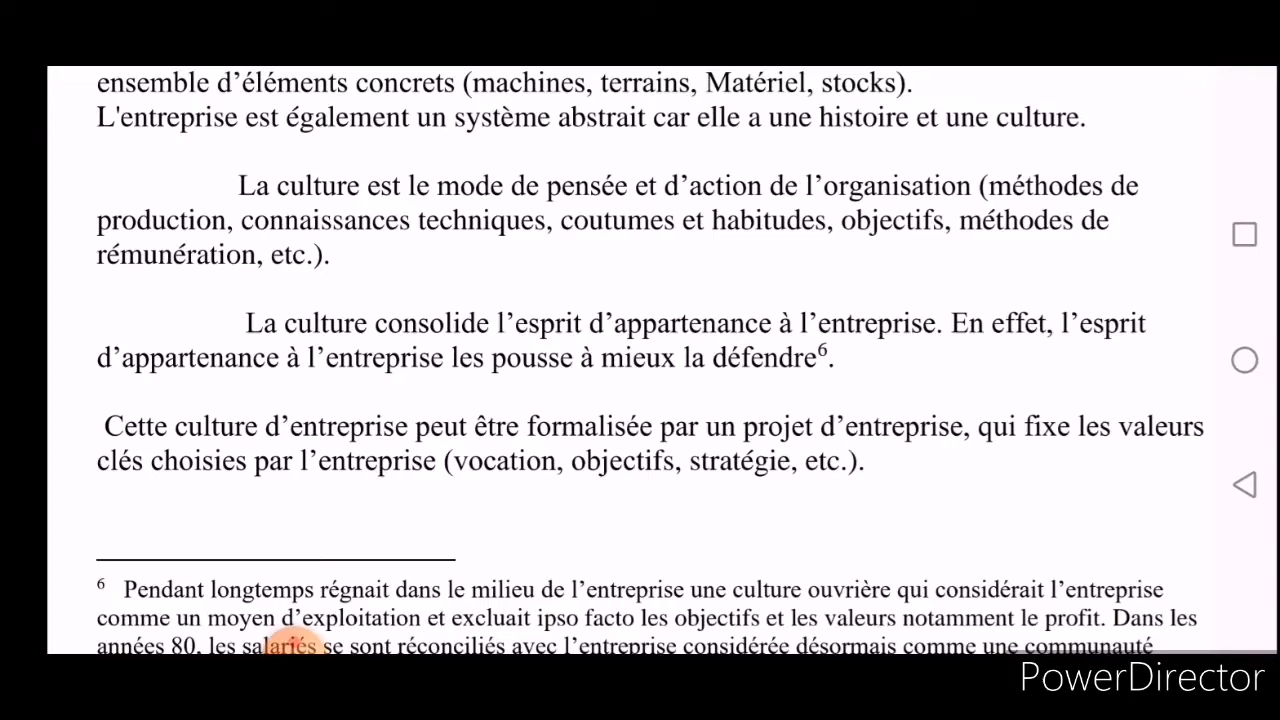 ensemble d’éléments concrets (machines, terrains, Matériel, stocks).
L'entreprise est également un système abstrait car elle a une histoire et une culture.
La culture est le mode de pensée et d’action de l’organisation (méthodes de
production, connaissances techniques, coutumes et habitudes, objectifs, méthodes de
rémunération, etc.).
La culture consolide l’esprit d’appartenance à l’entreprise. En effet, l’esprit
d’appartenance à l’entreprise les pousse à mieux la défendre⁶.
Cette culture d’entreprise peut être formalisée par un projet d’entreprise, qui fixe les valeurs
clés choisies par l’entreprise (vocation, objectifs, stratégie, etc.).
⁶ Pendant longtemps régnait dans le milieu de l’entreprise une culture ouvrière qui considérait l’entreprise
comme un moyen d’exploitation et excluait ipso facto les objectifs et les valeurs notamment le profit. Dans les
années 80, les salariés se sont réconciliés avec l’entreprise considérée désormais comme une communauté
PowerDirector